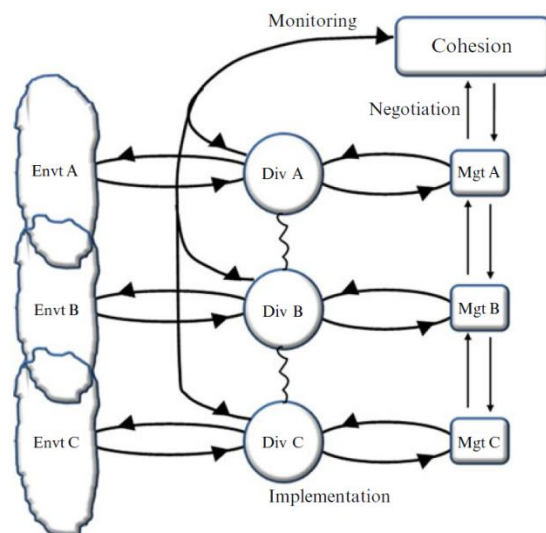 Monitoring
Cohesion
Negotiation
Envt A
Div A
Mgt A
Envt B
Div B
Mgt B
Envt C
Div C
Mgt C
Implementation